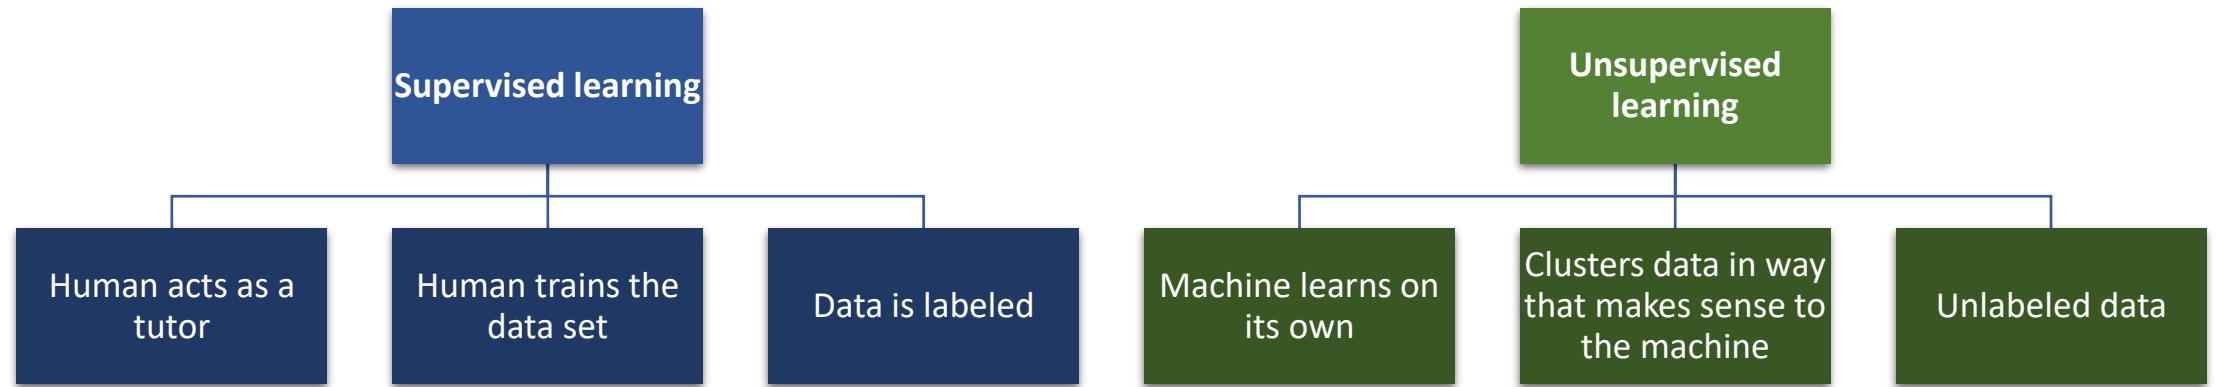 Supervised learning
Human acts as a
tutor
Human trains the
data set
Data is labeled
Unsupervised
learning
Machine learns on
its own
Clusters data in way
that makes sense to
the machine
Unlabeled data